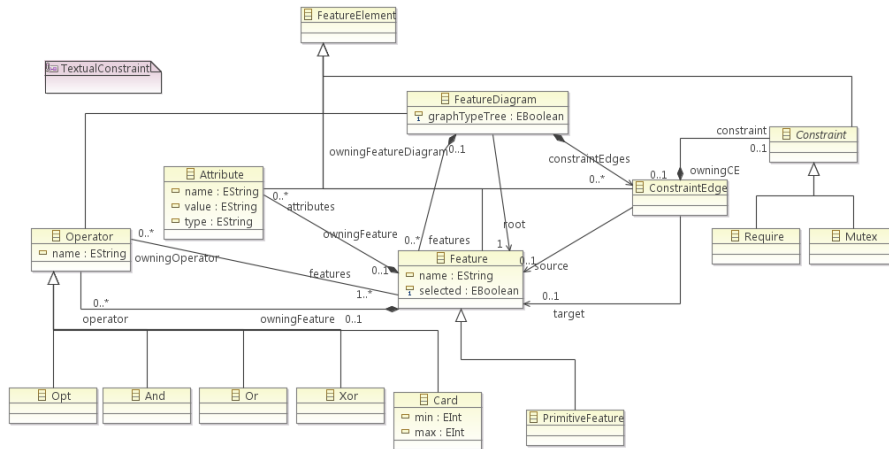 FeatureElement
TextualConstraintI
FeatureDiagram
graphTypeTree : EBoolean
constraint
0..1
Constraint
owningFeatureDiagram
0..1
constraintEdges
owningCE
0..1
0..*
Attribute
name : EString
value : EString
type : EString
0..*
attributes
ConstraintEdge
owningFeature
0..1
root
1
features
0..*
Require
Mutex
Operator
name : EString
0..*
owningOperator
features
1..*
Feature
name : EString
selected : EBoolean
0..1
source
0..1
target
0..*
operator
owningFeature
0..1
Opt
And
Or
Xor
Card
min : EInt
max : EInt
PrimitiveFeature